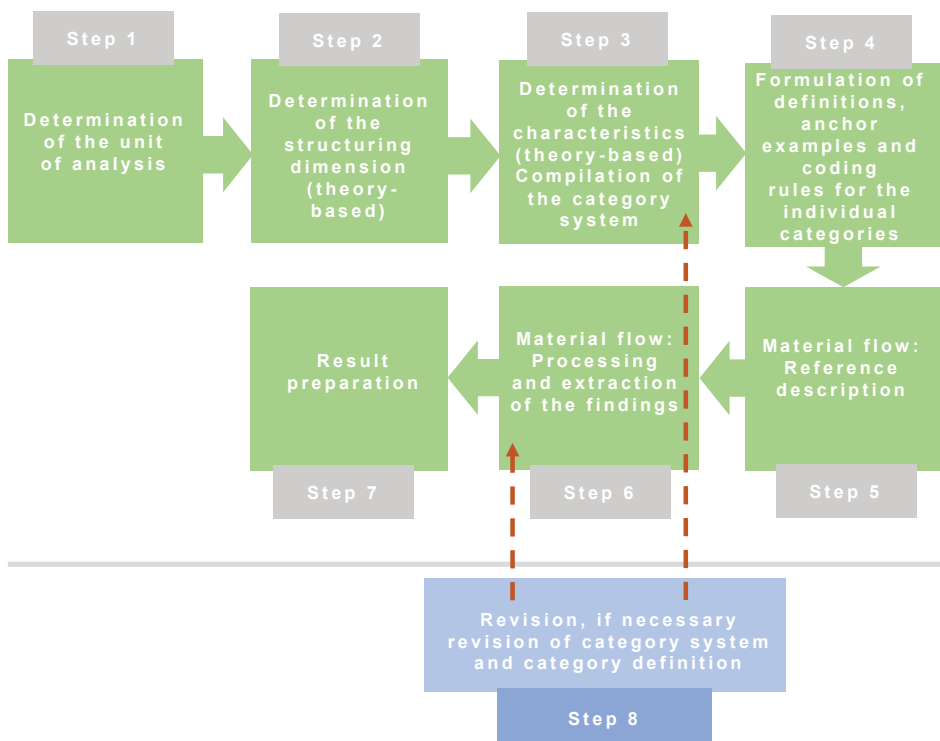 Step 1
Determination
of the unit
of analysis
Step 2
Determination
of the
structuring
dimension
(theory-
based)
Step 3
Determination
of the
characteristics
(theory-based)
Compilation of
the category
system
Step 4
Formulation of
definitions,
anchor
examples and
coding
rules for the
individual
categories
Material flow:
Reference
description
Step 5
Material flow:
Processing
and extraction
of the findings
Step 6
Result
preparation
Step 7
Revision, if necessary
revision of category system
and category definition
Step 8